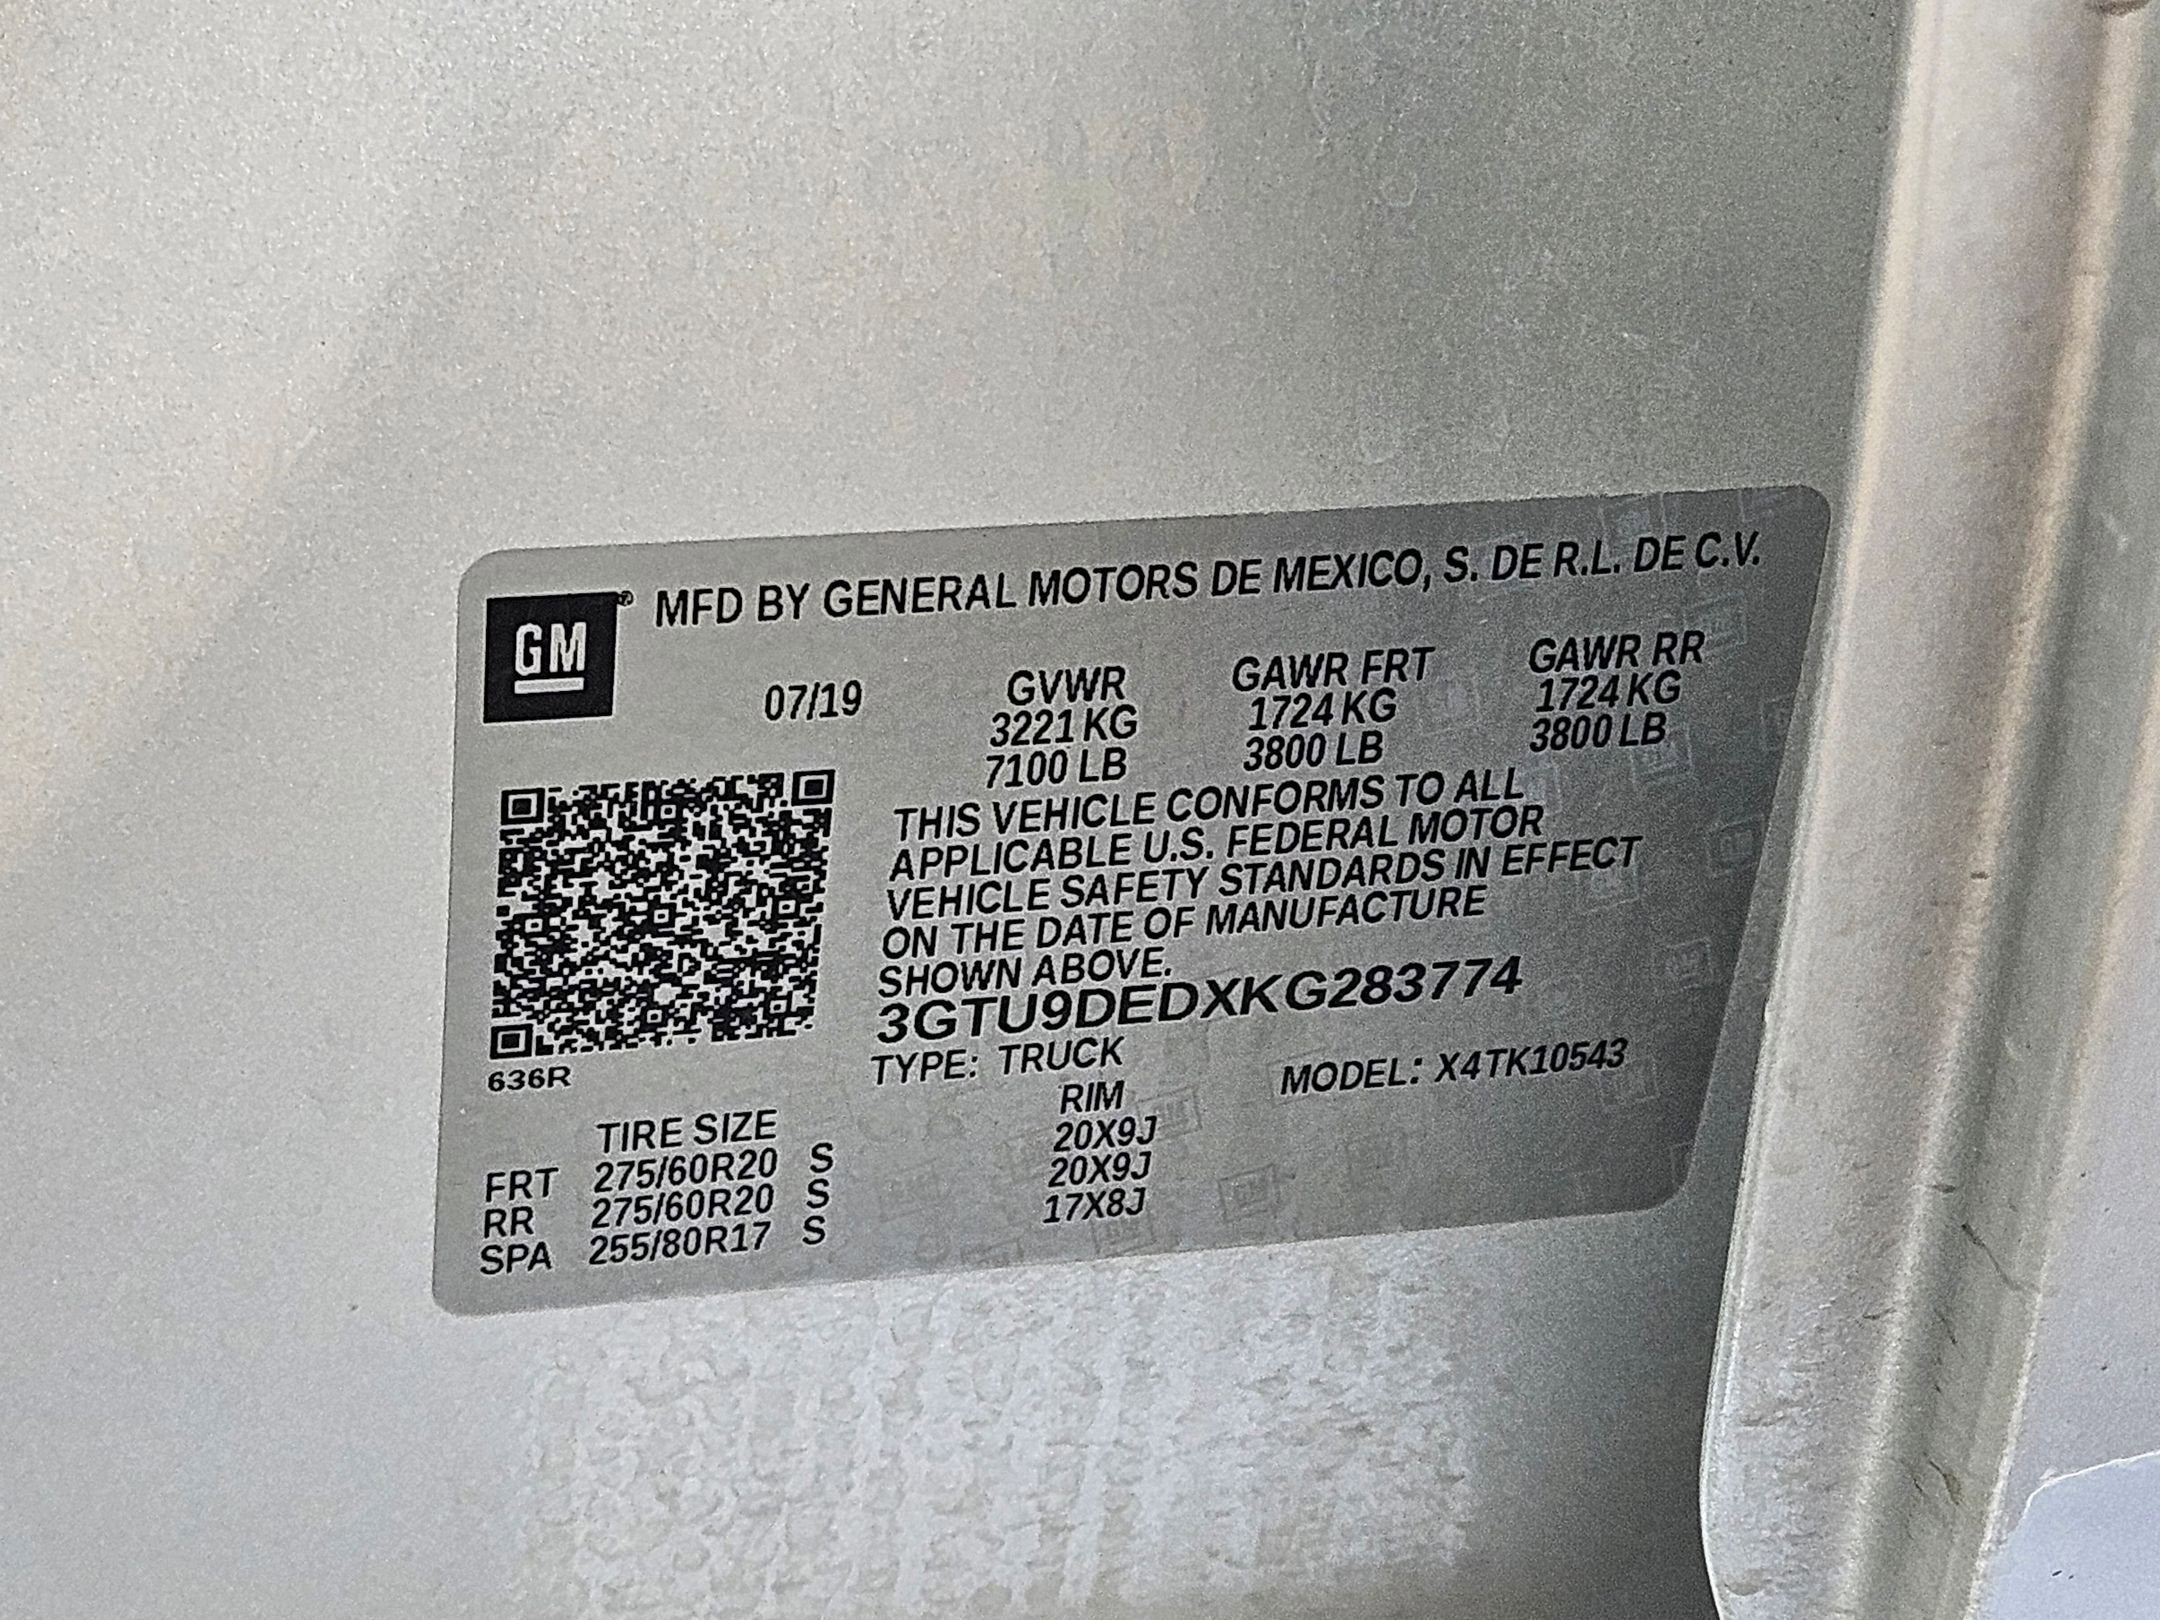 GM®
MFD BY GENERAL MOTORS DE MEXICO, S. DE R.L. DE C.V.
07/19 GVWR GAWR FRT GAWR RR
3221 KG 1724 KG 1724 KG
7100 LB 3800 LB 3800 LB
THIS VEHICLE CONFORMS TO ALL
APPLICABLE U.S. FEDERAL MOTOR
VEHICLE SAFETY STANDARDS IN EFFECT
ON THE DATE OF MANUFACTURE
SHOWN ABOVE.
3GTU9DEDXKG283774
TYPE: TRUCK MODEL: X4TK10543
636R
TIRE SIZE RIM
FRT 275/60R20 S 20X9J
RR 275/60R20 S 20X9J
SPA 255/80R17 S 17X8J